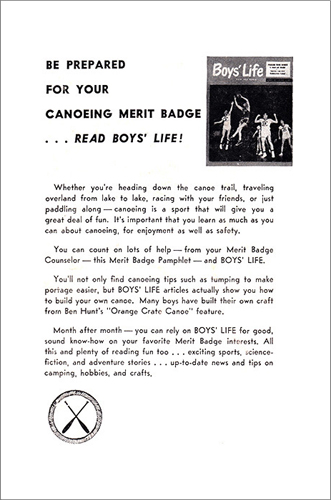 BE PREPARED
FOR YOUR
CANOEING MERIT BADGE
. . . READ BOYS' LIFE!
Boys' Life
Whether you're heading down the canoe trail, traveling
overland from lake to lake, racing with your friends, or just
paddling along — canoeing is a sport that will give you a
great deal of fun. It's important that you learn as much as you
can about canoeing, for enjoyment as well as safety.
You can count on lots of help — from your Merit Badge
Counselor — this Merit Badge Pamphlet — and BOYS' LIFE.
You'll not only find canoeing tips such as tumping to make
portage easier, but BOYS' LIFE articles actually show you how
to build your own canoe. Many boys have built their own craft
from Ben Hunt's "Orange Crate Canoe" feature.
Month after month — you can rely on BOYS' LIFE for good,
sound know-how on your favorite Merit Badge interests. All
this and plenty of reading fun too . . . exciting sports, science-
fiction, and adventure stories . . . up-to-date news and tips on
camping, hobbies, and crafts,